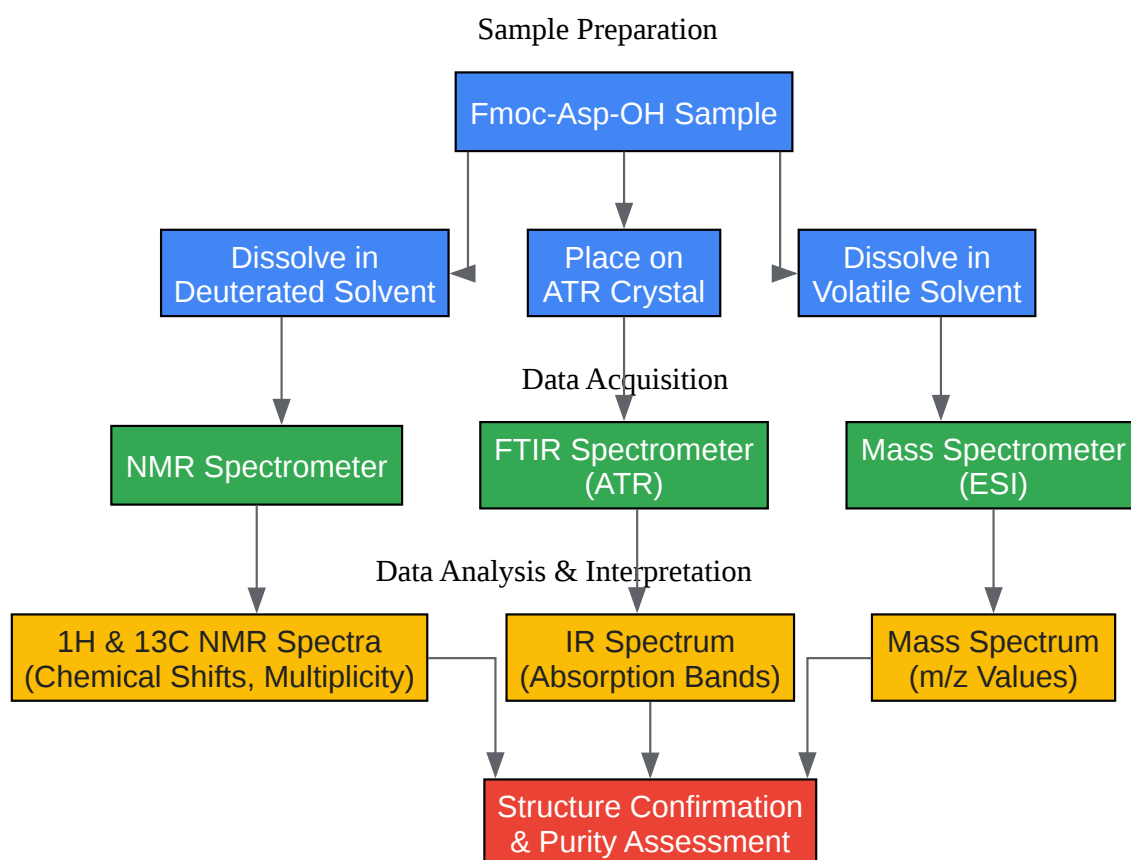 Sample Preparation
Fmoc-Asp-OH Sample
Dissolve in
Deuterated Solvent
Place on
ATR Crystal
Dissolve in
Volatile Solvent
Data Acquisition
NMR Spectrometer
FTIR Spectrometer
(ATR)
Mass Spectrometer
(ESI)
Data Analysis & Interpretation
1H & 13C NMR Spectra
(Chemical Shifts, Multiplicity)
IR Spectrum
(Absorption Bands)
Mass Spectrum
(m/z Values)
Structure Confirmation
& Purity Assessment